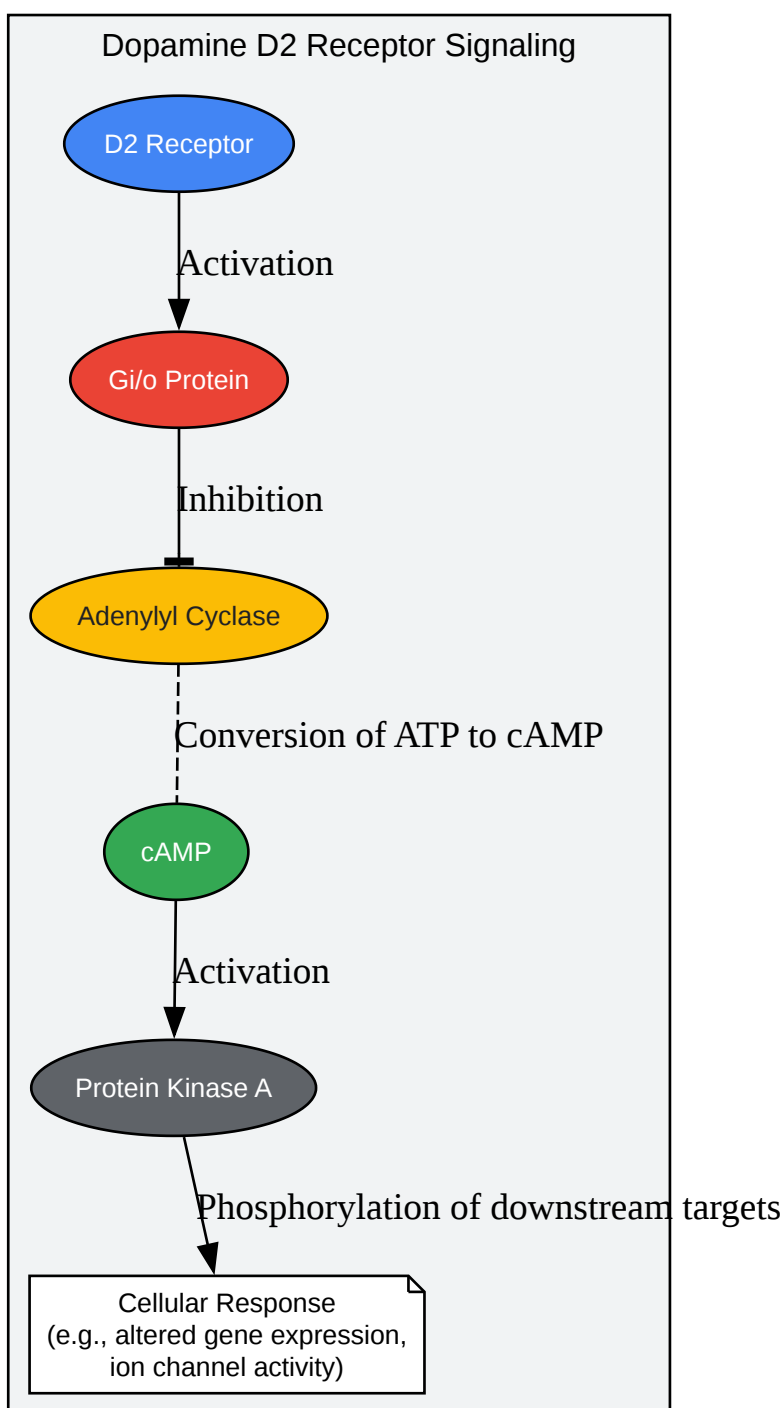 Dopamine D2 Receptor Signaling
D2 Receptor
Activation
Gi/o Protein
Inhibition
Adenylyl Cyclase
Conversion of ATP to cAMP
cAMP
Activation
Protein Kinase A
Phosphorylation of downstream targets
Cellular Response
(e.g., altered gene expression,
ion channel activity)